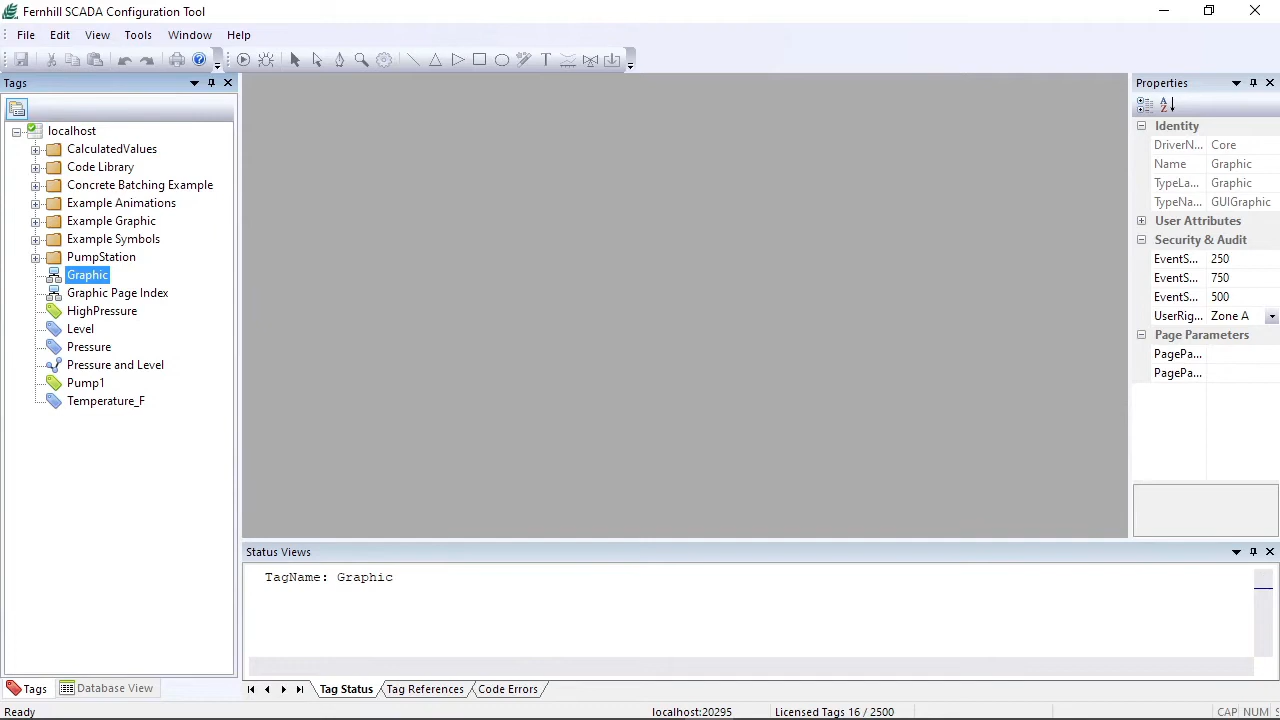 Fernhill SCADA Configuration Tool
File Edit View Tools Window Help
Tags
localhost
CalculatedValues
Code Library
Concrete Batching Example
Example Animations
Example Graphic
Example Symbols
PumpStation
Graphic
Graphic Page Index
HighPressure
Level
Pressure
Pressure and Level
Pump1
Temperature_F
Tags Database View
Properties
Identity
DriverN... Core
Name Graphic
TypeLa... Graphic
TypeNa... GUIGraphic
User Attributes
Security & Audit
EventS... 250
EventS... 750
EventS... 500
UserRig... Zone A
Page Parameters
PagePa...
PagePa...
Status Views
TagName: Graphic
Tag Status Tag References Code Errors
Ready localhost:20295 Licensed Tags 16 / 2500 CAP NUM S